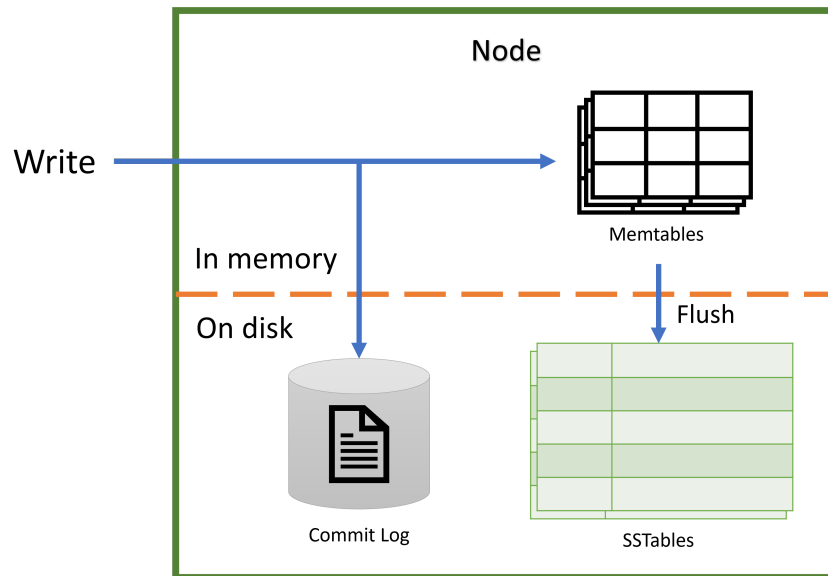 Node
Write
Memtables
In memory
On disk
Flush
Commit Log
SSTables